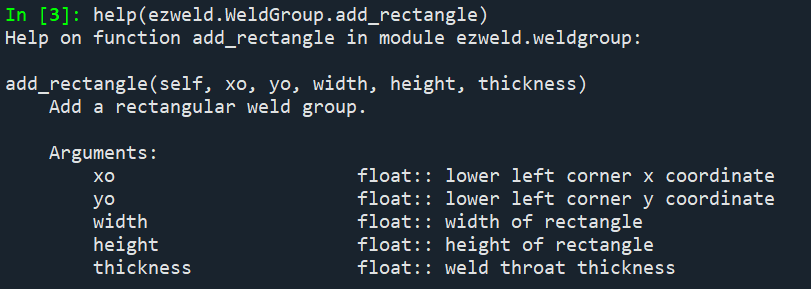 In [3]: help(ezweld.WeldGroup.add_rectangle)
Help on function add_rectangle in module ezweld.weldgroup:

add_rectangle(self, xo, yo, width, height, thickness)
    Add a rectangular weld group.

    Arguments:
        xo                      float:: lower left corner x coordinate
        yo                      float:: lower left corner y coordinate
        width                   float:: width of rectangle
        height                  float:: height of rectangle
        thickness               float:: weld throat thickness